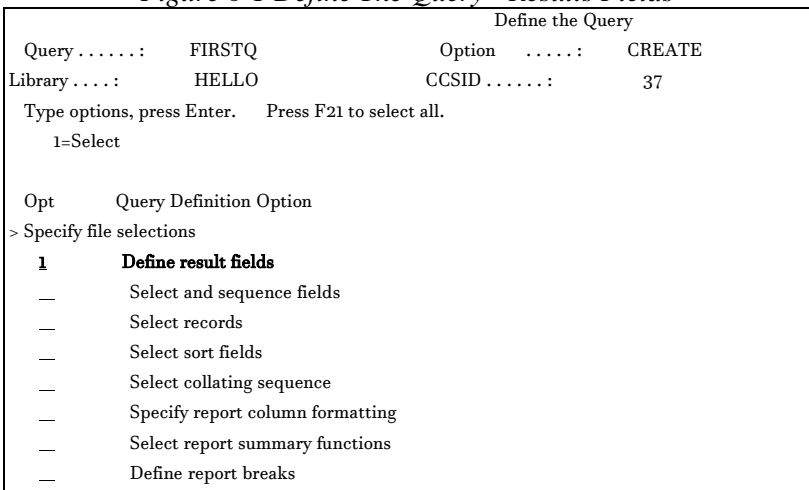 Figure 6-1 Define The Query - Results Fields
Define the Query
Query . . . . . . : FIRSTQ Option . . . . . : CREATE
Library . . . . : HELLO CCSID . . . . . . : 37
Type options, press Enter. Press F21 to select all.
1=Select
Opt Query Definition Option
> Specify file selections
1 Define result fields
_ Select and sequence fields
_ Select records
_ Select sort fields
_ Select collating sequence
_ Specify report column formatting
_ Select report summary functions
_ Define report breaks